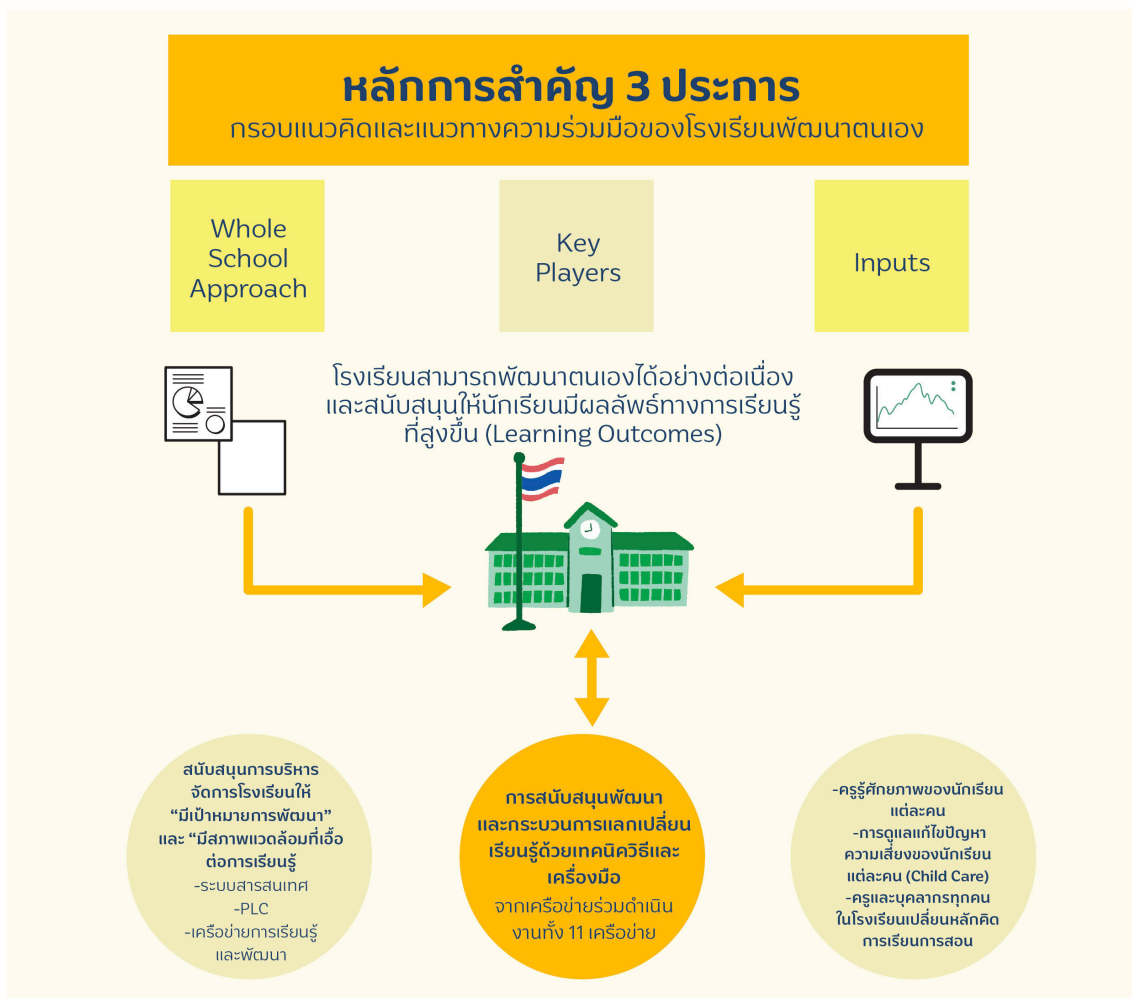 หลักการสำคัญ 3 ประการ
กรอบแนวคิดและแนวทางความร่วมมือของโรงเรียนพัฒนาตนเอง
Whole
School
Approach
Key
Players
Inputs
โรงเรียนสามารถพัฒนาตนเองได้อย่างต่อเนื่อง
และสนับสนุนให้นักเรียนมีผลลัพธ์ทางการเรียนรู้
ที่สูงขึ้น (Learning Outcomes)
สนับสนุนการบริหาร
จัดการโรงเรียนให้
“มีเป้าหมายการพัฒนา”
และ “มีสภาพแวดล้อมที่เอื้อ
ต่อการเรียนรู้
-ระบบสารสนเทศ
-PLC
-เครือข่ายการเรียนรู้
และพัฒนา
การสนับสนุนพัฒนา
และกระบวนการแลกเปลี่ยน
เรียนรู้ด้วยเทคนิควิธีและ
เครื่องมือ
จากเครือข่ายร่วมดำเนิน
งานทั้ง 11 เครือข่าย
-ครูรู้ศักยภาพของนักเรียน
แต่ละคน
-การดูแลแก้ไขปัญหา
ความเสี่ยงของนักเรียน
แต่ละคน (Child Care)
-ครูและบุคลากรทุกคน
ในโรงเรียนเปลี่ยนหลักคิด
การเรียนการสอน